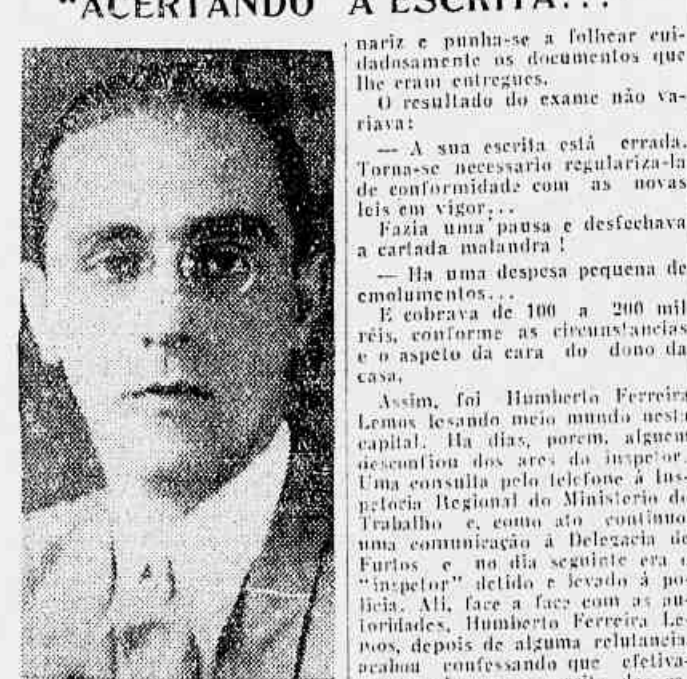 "ACERTANDO A ESCRITA...
nariz e punha-se a folhear cui-
dadosamente os documentos que
lhe eram entregues.
O resultado do exame não va-
riava:
— A sua escrita está errada.
Torna-se necessario regulariza-la
de conformidade com as novas
leis em vigor...
Fazia uma pausa e desfechava
a cartada malandra !
— Ha uma despesa pequena de
emolumentos...
E cobrava de 100 a 200 mil
réis, conforme as circunstancias
e o aspeto da cara do dono da
casa.
Assim, foi Humberto Ferreira
Lemos lesando meio mundo nesta
capital. Ha dias, porem, alguem
desconfiou dos ares do inspetor.
Uma consulta pelo telefone á Ins-
petoria Regional do Ministerio do
Trabalho e, como ato continuo
uma comunicação á Delegacia de
Furtos e no dia seguinte era o
"inspetor" detido e levado á po-
licia. Ali, face a face com as au-
toridades, Humberto Ferreira Le-
mos, depois de alguma relutancia
acabou confessando que efetiva-